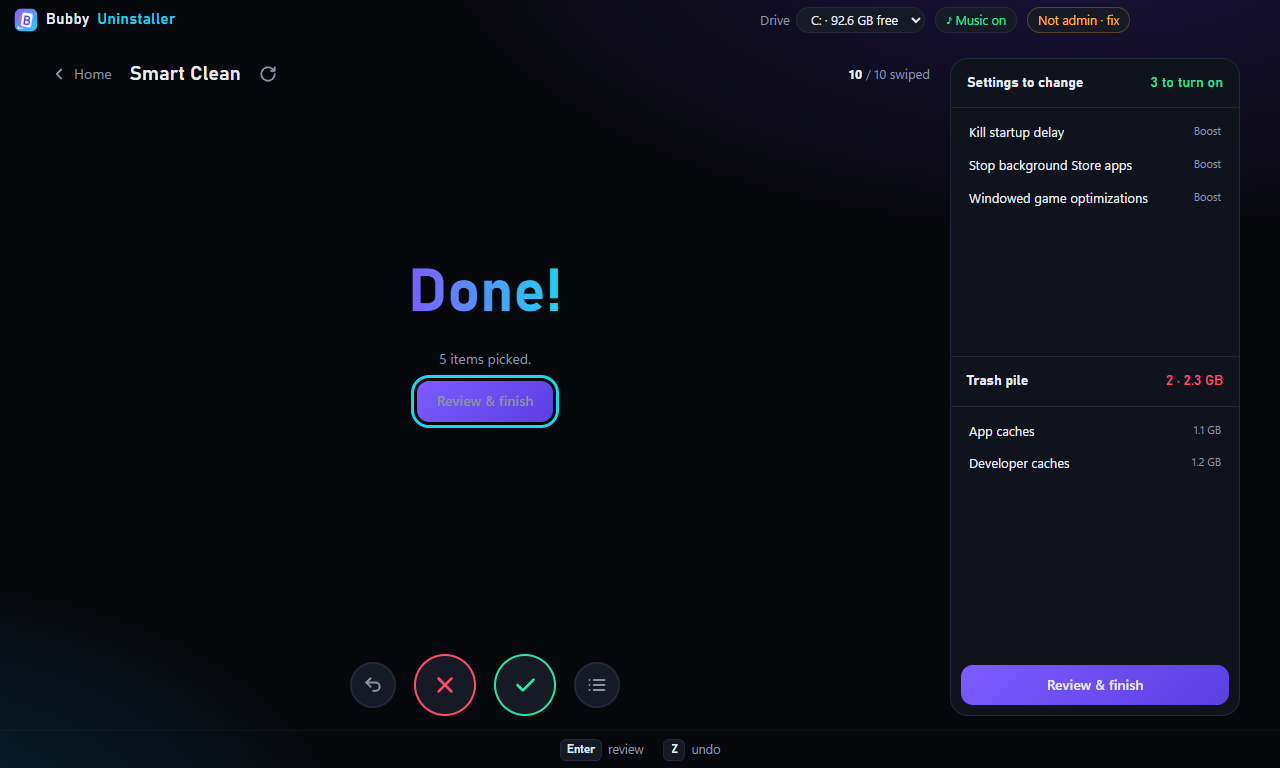 Bubby Uninstaller
Drive
C: · 92.6 GB free
♪ Music on
Not admin · fix
Home
Smart Clean
10 / 10 swiped
Done!
5 items picked.
Review & finish
Settings to change
3 to turn on
Kill startup delay
Boost
Stop background Store apps
Boost
Windowed game optimizations
Boost
Trash pile
2 · 2.3 GB
App caches
1.1 GB
Developer caches
1.2 GB
Review & finish
Enter review
Z undo